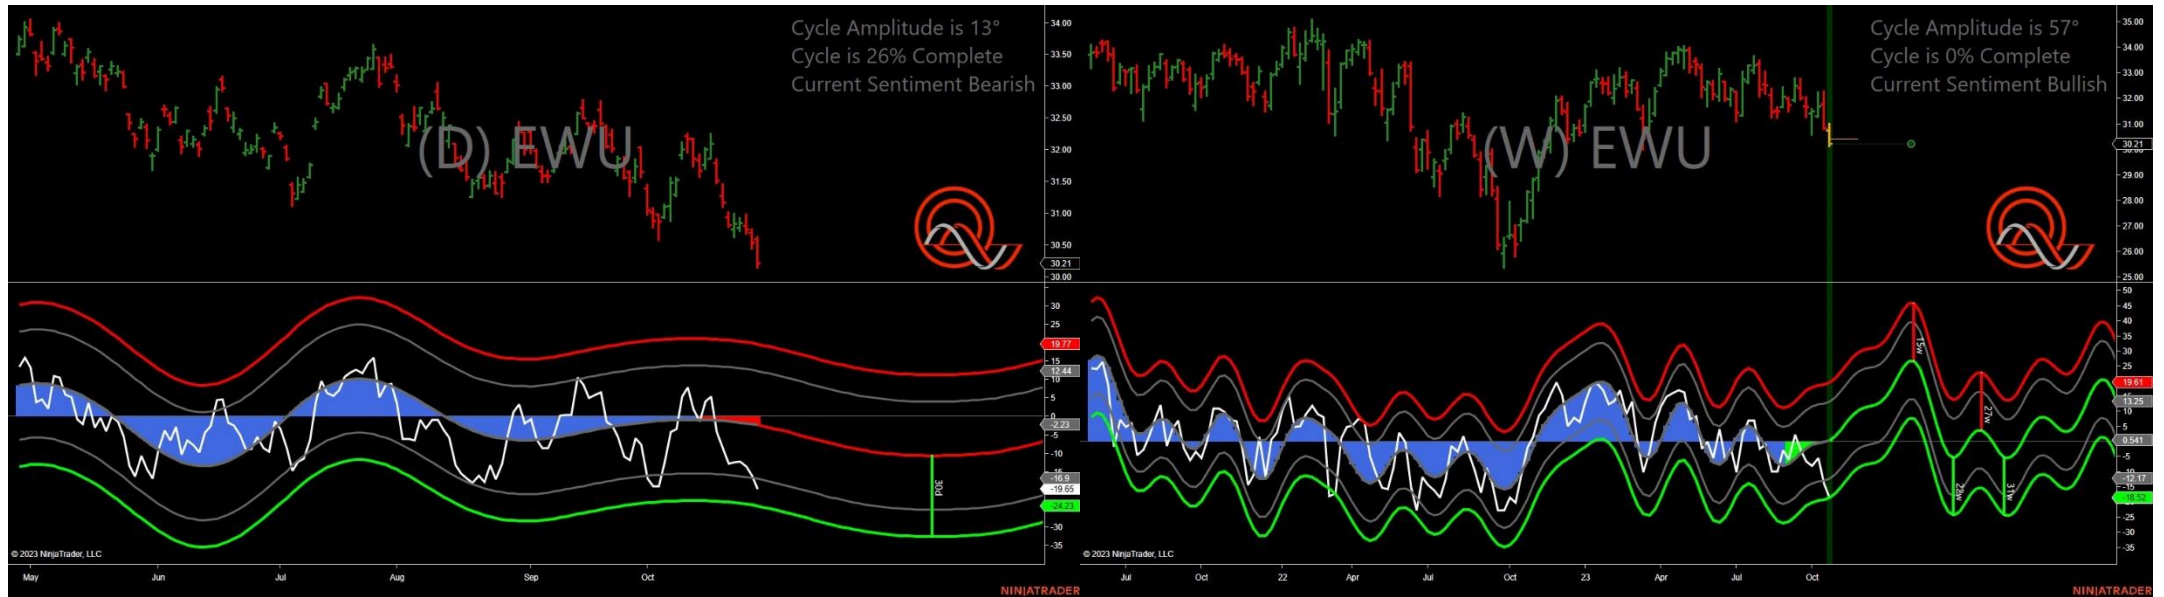 Cycle Amplitude is 13°
Cycle is 26% Complete
Current Sentiment Bearish
(D) EWU
34.00
33.50
33.00
32.50
32.00
31.50
31.00
30.50
30.21
30.00
30
25
19.77
15
12.44
10
5
0
-2.23
-5
-10
-16.9
-19.65
-24.23
-30
-35
30d
© 2023 NinjaTrader, LLC
May
Jun
Jul
Aug
Sep
Oct
NINJATRADER
Cycle Amplitude is 57°
Cycle is 0% Complete
Current Sentiment Bullish
(W) EWU
35.00
34.00
33.00
32.00
31.00
30.21
29.00
28.00
27.00
26.00
25.00
50
45
40
35
30
25
19.61
13.25
10
5
0.541
-5
-12.17
-15
-18.52
-25
-30
-35
15w
27w
31w
© 2023 NinjaTrader, LLC
Jul
Oct
22
Apr
Jul
Oct
23
Apr
Jul
Oct
NINJATRADER